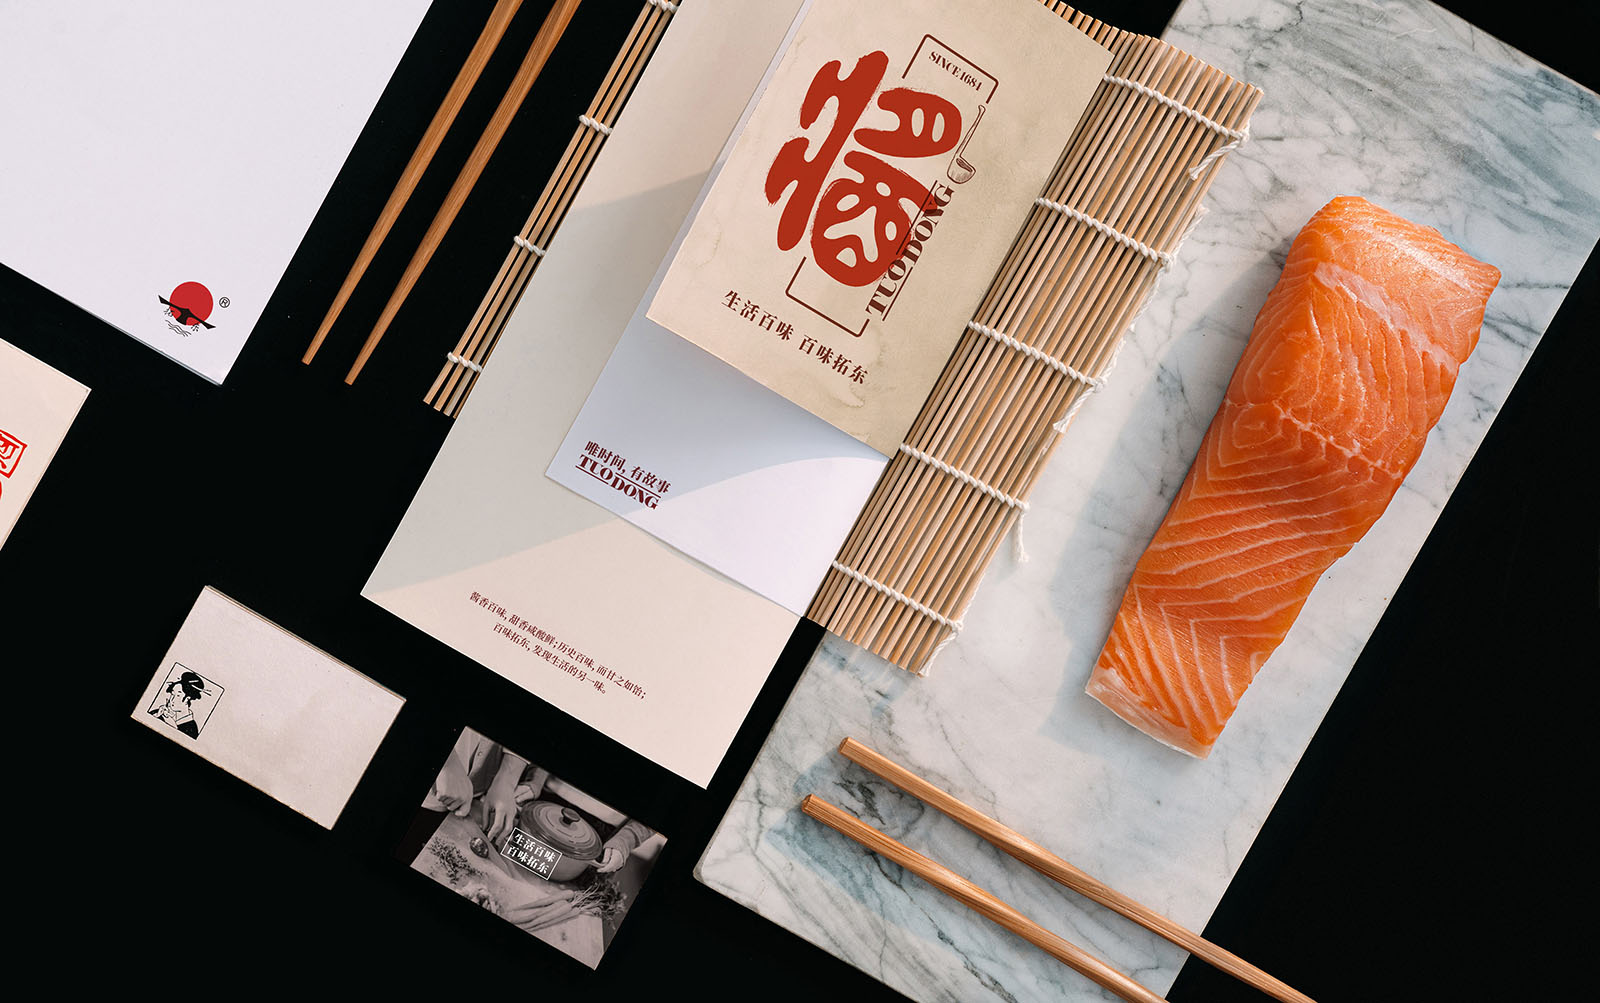 SINCE 1684
醬
TUODONG
生活百味 百味拓东
唯时间，有故事
TUODONG
酱香百味，甜香咸酸鲜；历史百味，而甘之如饴；
百味拓东，发现生活的另一味。
®
生活百味
百味拓东